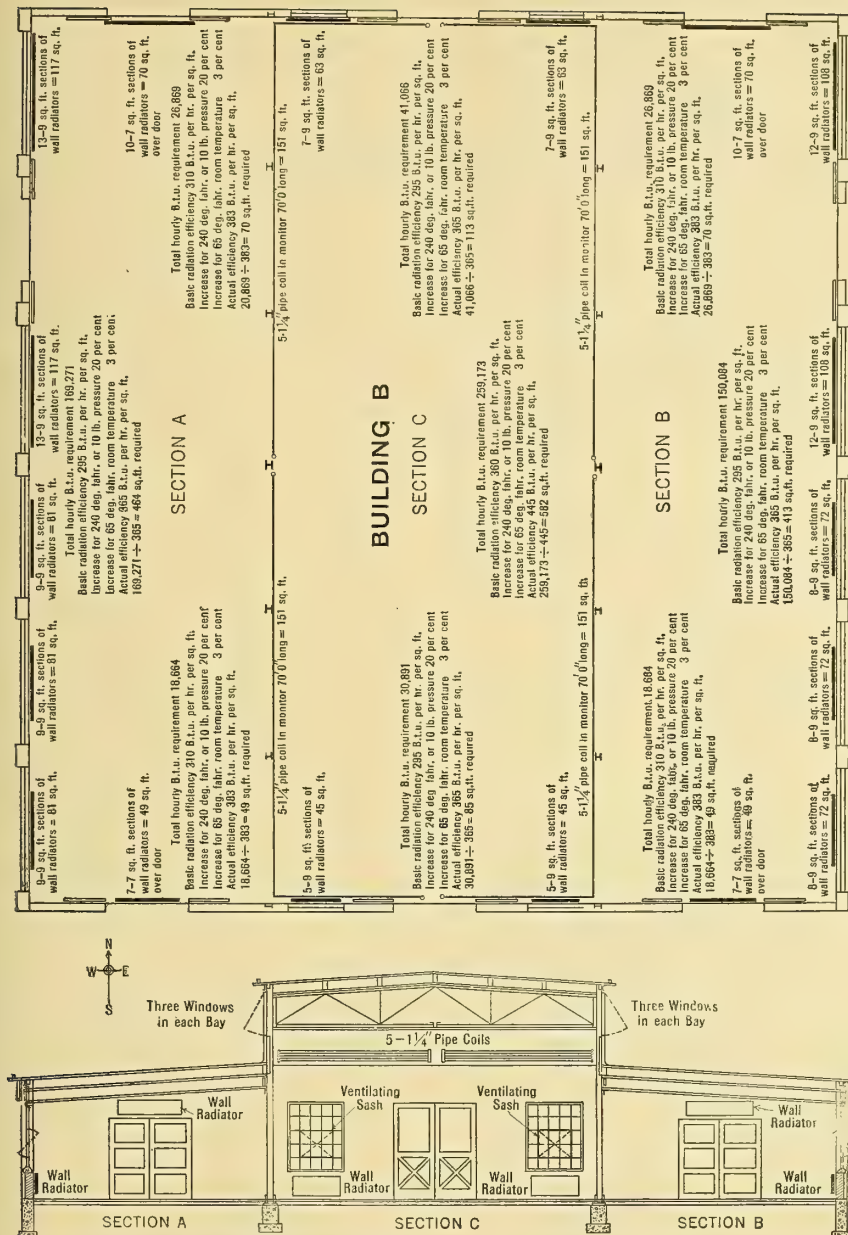 9-9 sq. ft. sections of
wall radiators = 81 sq. ft.
9-9 sq. ft. sections of
wall radiators = 81 sq. ft.
9-9 sq. ft. sections of
wall radiators = 81 sq. ft.
13-9 sq. ft. sections of
wall radiators = 117 sq. ft.
13-9 sq. ft. sections of
wall radiators = 117 sq. ft.
Total hourly B.t.u. requirement 169,271
Basic radiation efficiency 295 B.t.u. per hr. per sq. ft.
Increase for 240 deg. fahr. or 10 lb. pressure 20 per cent
Increase for 65 deg. fahr. room temperature 3 per cent
Actual efficiency 365 B.t.u. per hr. per sq. ft.
169,271 ÷ 365 = 464 sq.ft. required
7-7 sq. ft. sections of
wall radiators = 49 sq. ft.
over door
10-7 sq. ft. sections of
wall radiators = 70 sq. ft.
over door
Total hourly B.t.u. requirement 18,664
Basic radiation efficiency 310 B.t.u. per hr. per sq. ft.
Increase for 240 deg. fahr. or 10 lb. pressure 20 per cent
Increase for 65 deg. fahr. room temperature 3 per cent
Actual efficiency 383 B.t.u. per hr. per sq. ft.
18,664 ÷ 383 = 49 sq.ft. required
SECTION A
Total hourly B.t.u. requirement 26,869
Basic radiation efficiency 310 B.t.u. per hr. per sq. ft.
Increase for 240 deg. fahr. or 10 lb. pressure 20 per cent
Increase for 65 deg. fahr. room temperature 3 per cent
Actual efficiency 383 B.t.u. per hr. per sq. ft.
20,869 ÷ 383 = 70 sq.ft. required
5-1¼" pipe coil in monitor 70'0" long = 151 sq. ft.
5-1¼" pipe coil in monitor 70'0" long = 151 sq. ft.
5-9 sq. ft. sections of
wall radiators = 45 sq. ft.
7-9 sq. ft. sections of
wall radiators = 63 sq. ft.
BUILDING B
SECTION C
Total hourly B.t.u. requirement 30,891
Basic radiation efficiency 295 B.t.u. per hr. per sq. ft.
Increase for 240 deg. fahr. or 10 lb. pressure 20 per cent
Increase for 65 deg. fahr. room temperature 3 per cent
Actual efficiency 365 B.t.u. per hr. per sq. ft.
30,891 ÷ 365 = 85 sq.ft. required
Total hourly B.t.u. requirement 41,066
Basic radiation efficiency 295 B.t.u. per hr. per sq. ft.
Increase for 240 deg. fahr. or 10 lb. pressure 20 per cent
Increase for 65 deg. fahr. room temperature 3 per cent
Actual efficiency 365 B.t.u. per hr. per sq. ft.
41,066 ÷ 365 = 113 sq.ft. required
Total hourly B.t.u. requirement 259,173
Basic radiation efficiency 360 B.t.u. per hr. per sq. ft.
Increase for 240 deg. fahr. or 10 lb. pressure 20 per cent
Increase for 65 deg. fahr. room temperature 3 per cent
Actual efficiency 445 B.t.u. per hr. per sq. ft.
259,173 ÷ 445 = 582 sq.ft. required
5-9 sq. ft. sections of
wall radiators = 45 sq. ft.
7-9 sq. ft. sections of
wall radiators = 63 sq. ft.
5-1¼" pipe coil in monitor 70'0" long = 151 sq. ft.
5-1¼" pipe coil in monitor 70'0" long = 151 sq. ft.
Total hourly B.t.u. requirement 18,684
Basic radiation efficiency 310 B.t.u. per hr. per sq. ft.
Increase for 240 deg. fahr. or 10 lb. pressure 20 per cent
Increase for 65 deg. fahr. room temperature 3 per cent
Actual efficiency 383 B.t.u. per hr. per sq. ft.
18,664 ÷ 383 = 49 sq.ft. required
SECTION B
Total hourly B.t.u. requirement 26,869
Basic radiation efficiency 310 B.t.u. per hr. per sq. ft.
Increase for 240 deg. fahr. or 10 lb. pressure 20 per cent
Increase for 65 deg. fahr. room temperature 3 per cent
Actual efficiency 383 B.t.u. per hr. per sq. ft.
26,869 ÷ 383 = 70 sq.ft. required
7-7 sq. ft. sections of
wall radiators = 49 sq. ft.
over door
Total hourly B.t.u. requirement 150,084
Basic radiation efficiency 295 B.t.u. per hr. per sq. ft.
Increase for 240 deg. fahr. or 10 lb. pressure 20 per cent
Increase for 65 deg. fahr. room temperature 3 per cent
Actual efficiency 365 B.t.u. per hr. per sq. ft.
150,084 ÷ 365 = 413 sq.ft. required
10-7 sq. ft. sections of
wall radiators = 70 sq. ft.
over door
8-9 sq. ft. sections of
wall radiators = 72 sq. ft.
8-9 sq. ft. sections of
wall radiators = 72 sq. ft.
8-9 sq. ft. sections of
wall radiators = 72 sq. ft.
12-9 sq. ft. sections of
wall radiators = 108 sq. ft.
12-9 sq. ft. sections of
wall radiators = 108 sq. ft.
N
W E
S
Three Windows
in each Bay
Three Windows
in each Bay
5-1¼" Pipe Coils
Wall
Radiator
Ventilating
Sash
Ventilating
Sash
Wall
Radiator
Wall
Radiator
Wall
Radiator
Wall
Radiator
Wall
Radiator
SECTION A
SECTION C
SECTION B